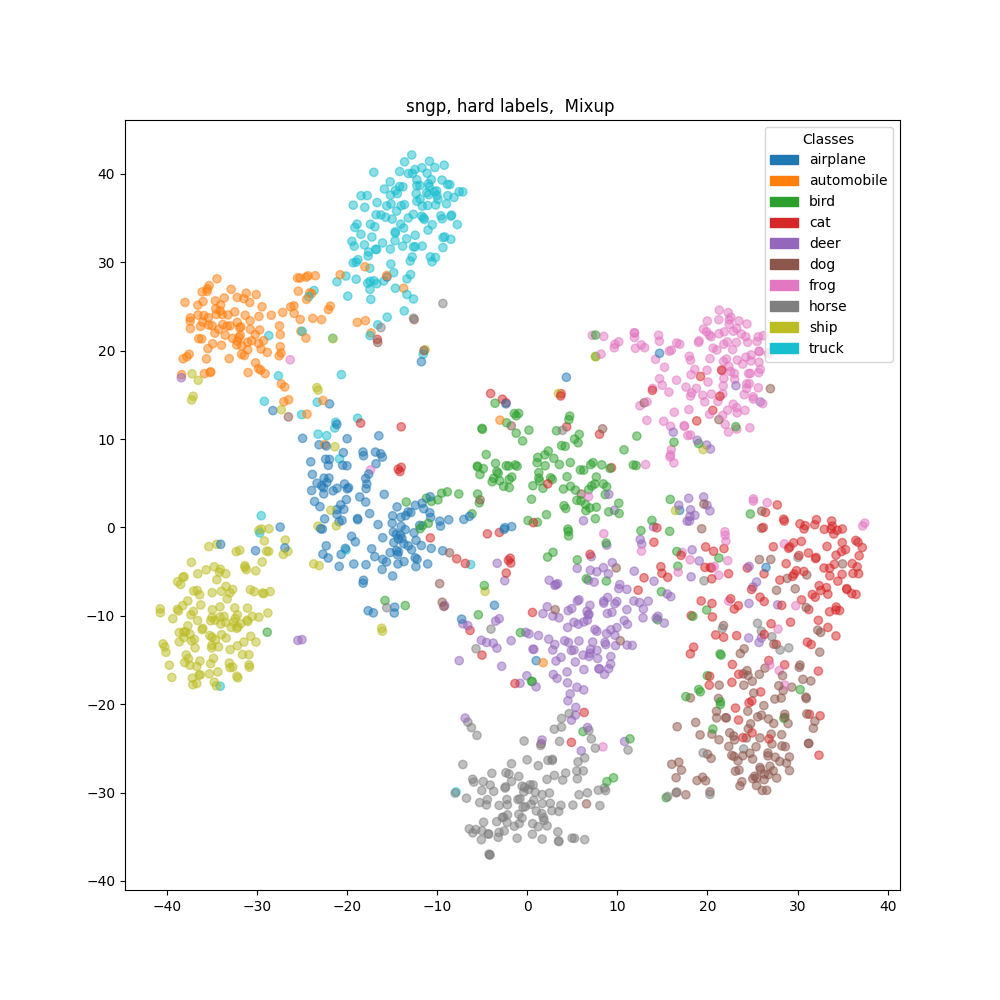 sngp, hard labels,  Mixup
Classes
airplane
automobile
bird
cat
deer
dog
frog
horse
ship
truck
40
30
20
10
0
−10
−20
−30
−40
−40 −30 −20 −10 0 10 20 30 40